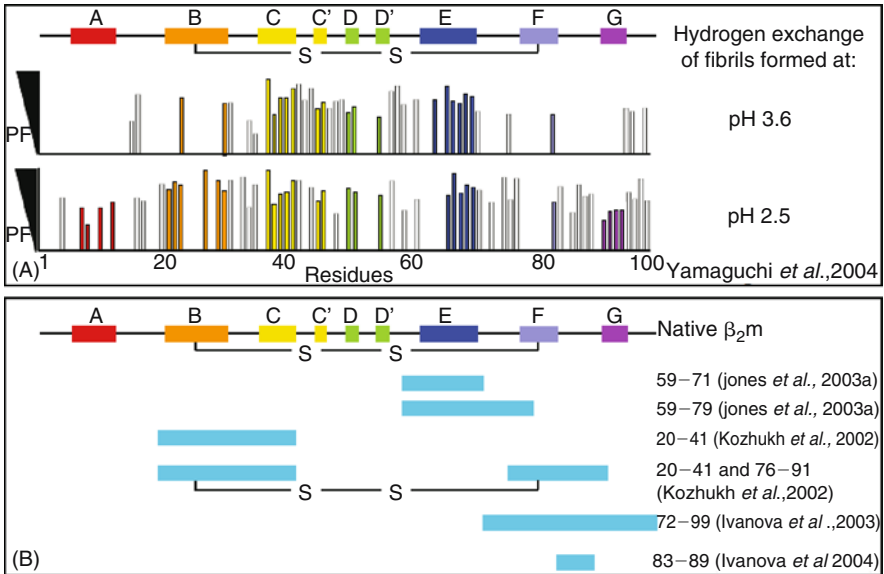 A B C C' D D' E F G
S S
Hydrogen exchange
of fibrils formed at:
PF
pH 3.6
PF
pH 2.5
1 20 40 60 80 100
Residues
(A)
Yamaguchi et al.,2004
A B C C' D D' E F G
S S
Native β2m
59−71 (jones et al., 2003a)
59−79 (jones et al., 2003a)
20−41 (Kozhukh et al., 2002)
20−41 and 76−91
(Kozhukh et al.,2002)
S S
72−99 (Ivanova et al .,2003)
(B)
83−89 (Ivanova et al 2004)